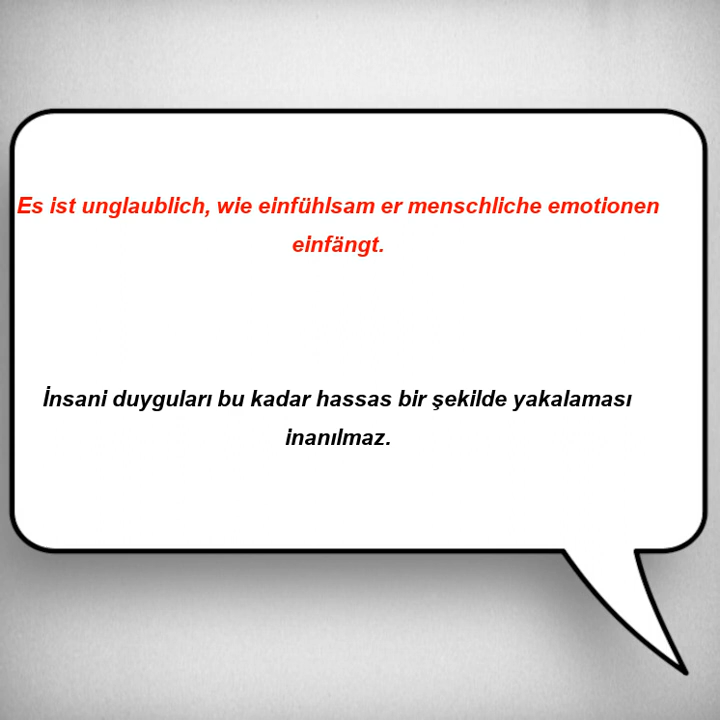 Es ist unglaublich, wie einfühlsam er menschliche emotionen
einfängt.
İnsani duyguları bu kadar hassas bir şekilde yakalaması
inanılmaz.